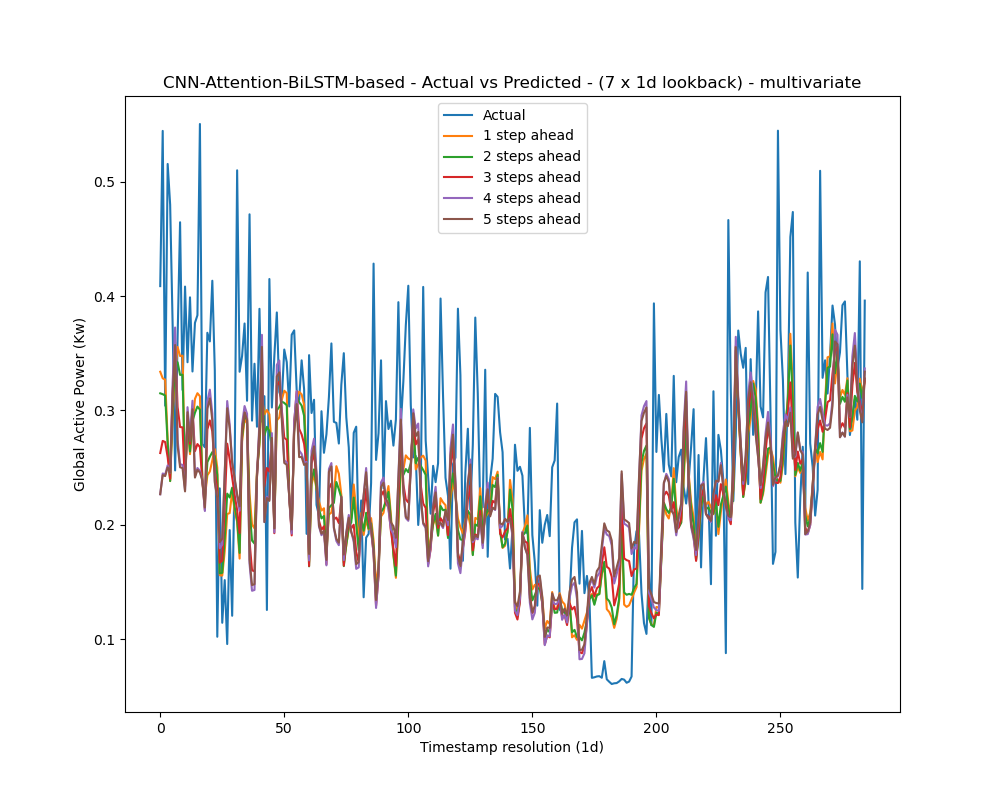 CNN-Attention-BiLSTM-based - Actual vs Predicted - (7 x 1d lookback) - multivariate
Actual
1 step ahead
2 steps ahead
3 steps ahead
4 steps ahead
5 steps ahead
Global Active Power (Kw)
0.5
0.4
0.3
0.2
0.1
0
50
100
150
200
250
Timestamp resolution (1d)